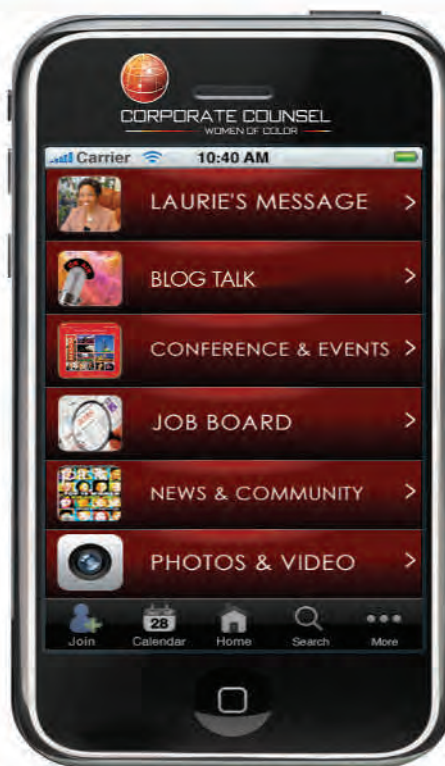 CORPORATE COUNSEL
WOMEN OF COLOR
Carrier 10:40 AM
LAURIE'S MESSAGE >
BLOG TALK >
CONFERENCE & EVENTS >
JOB BOARD >
NEWS & COMMUNITY >
PHOTOS & VIDEO >
28
Join Calendar Home Search More